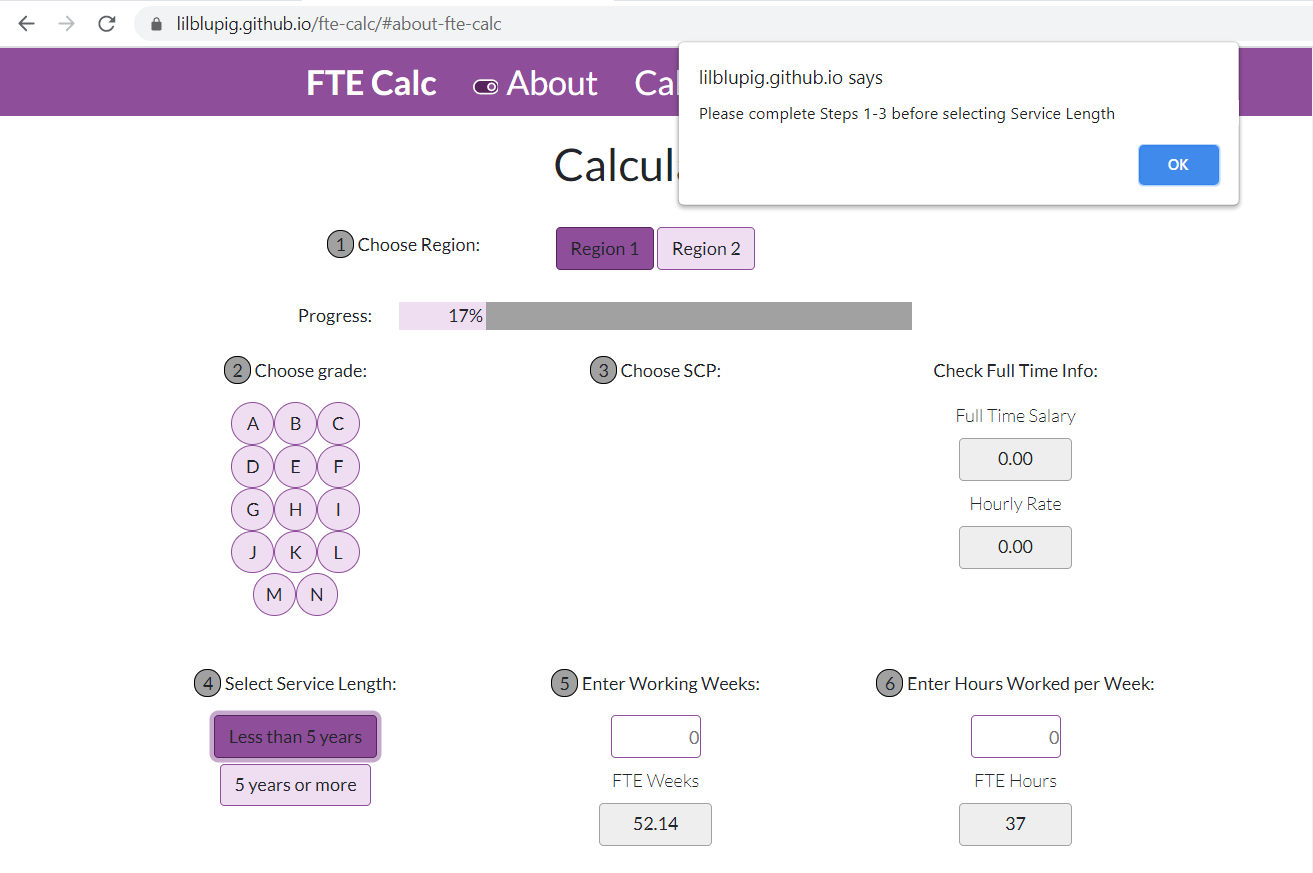 lilblupig.github.io/fte-calc/#about-fte-calc
lilblupig.github.io says
Please complete Steps 1-3 before selecting Service Length
OK
FTE Calc About
1 Choose Region: Region 1 Region 2
Progress: 17%
2 Choose grade: 3 Choose SCP: Check Full Time Info:
A B C
D E F
G H I
J K L
M N
Full Time Salary
0.00
Hourly Rate
0.00
4 Select Service Length: 5 Enter Working Weeks: 6 Enter Hours Worked per Week:
Less than 5 years 0 0
5 years or more FTE Weeks FTE Hours
52.14 37